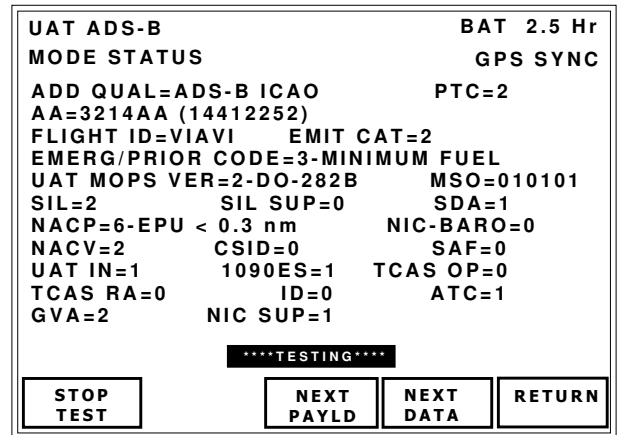 UAT ADS-B BAT 2.5 Hr
MODE STATUS GPS SYNC
ADD QUAL=ADS-B ICAO PTC=2
AA=3214AA (14412252)
FLIGHT ID=VIAVI EMIT CAT=2
EMERG/PRIOR CODE=3-MINIMUM FUEL
UAT MOPS VER=2-DO-282B MSO=010101
SIL=2 SIL SUP=0 SDA=1
NACP=6-EPU < 0.3 nm NIC-BARO=0
NACV=2 CSID=0 SAF=0
UAT IN=1 1090ES=1 TCAS OP=0
TCAS RA=0 ID=0 ATC=1
GVA=2 NIC SUP=1
****TESTING****
STOP TEST NEXT PAYLD NEXT DATA RETURN